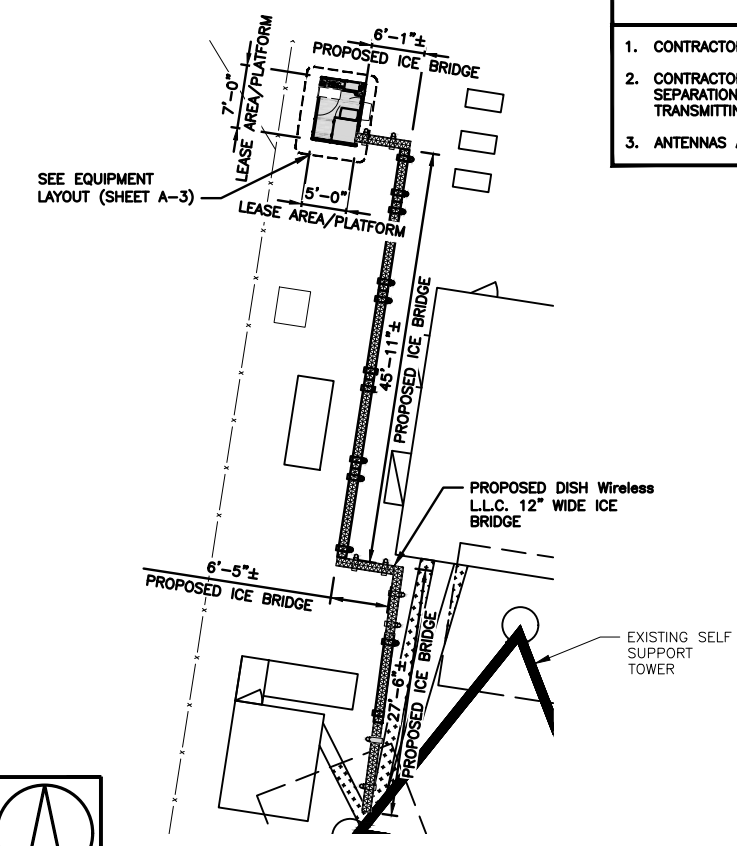 6'-1"±
PROPOSED ICE BRIDGE
7'-0"
LEASE AREA/PLATFORM
SEE EQUIPMENT
LAYOUT (SHEET A-3)
5'-0"
LEASE AREA/PLATFORM
45'-11"±
PROPOSED ICE BRIDGE
PROPOSED DISH Wireless
L.L.C. 12" WIDE ICE
BRIDGE
6'-5"±
PROPOSED ICE BRIDGE
27'-6"±
PROPOSED ICE BRIDGE
EXISTING SELF
SUPPORT
TOWER
1. CONTRACTO
2. CONTRACTO
SEPARATION
TRANSMITTIN
3. ANTENNAS